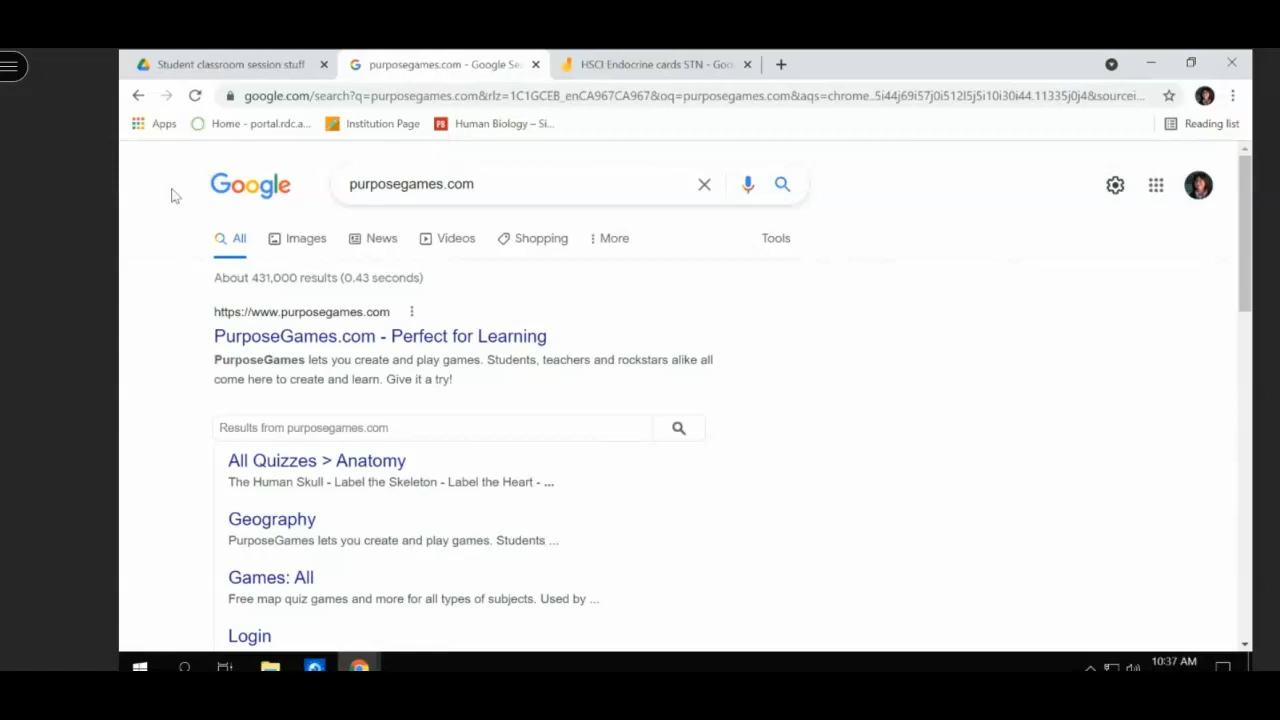 Student classroom session stuff
purposegames.com - Google Se
HSCI Endocrine cards STN - Goo
google.com/search?q=purposegames.com&rlz=1C1GCEB_enCA967CA967&oq=purposegames.com&aqs=chrome..5i44j69i57j0i512l5j5i10i30i44.11335j0j4&sourcei...
Apps
Home - portal.rdc.a...
Institution Page
Human Biology – Si...
Reading list
Google
purposegames.com
All
Images
News
Videos
Shopping
More
Tools
About 431,000 results (0.43 seconds)
https://www.purposegames.com
PurposeGames.com - Perfect for Learning
PurposeGames lets you create and play games. Students, teachers and rockstars alike all
come here to create and learn. Give it a try!
Results from purposegames.com
All Quizzes > Anatomy
The Human Skull - Label the Skeleton - Label the Heart - ...
Geography
PurposeGames lets you create and play games. Students ...
Games: All
Free map quiz games and more for all types of subjects. Used by ...
Login
10:37 AM